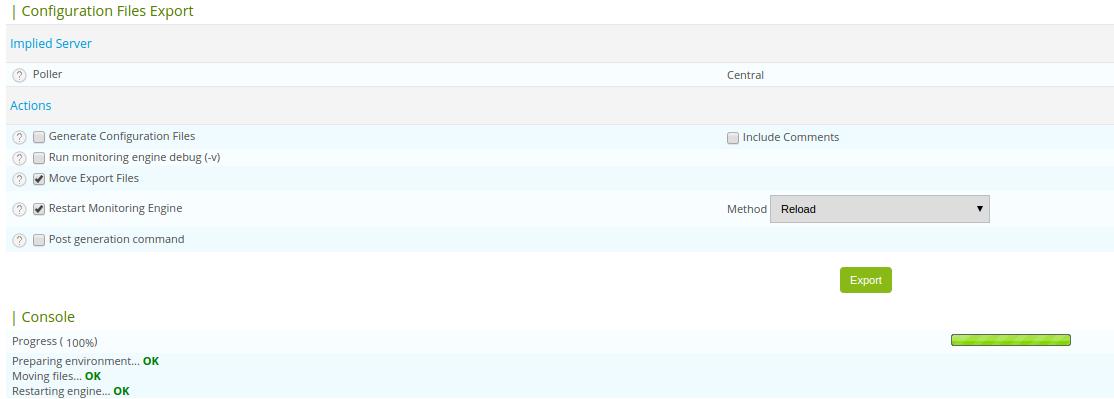 Configuration Files Export
Implied Server
? Poller Central
Actions
? Generate Configuration Files Include Comments
? Run monitoring engine debug (-v)
? Move Export Files
? Restart Monitoring Engine Method Reload
? Post generation command
Export
Console
Progress ( 100%)
Preparing environment... OK
Moving files... OK
Restarting engine... OK